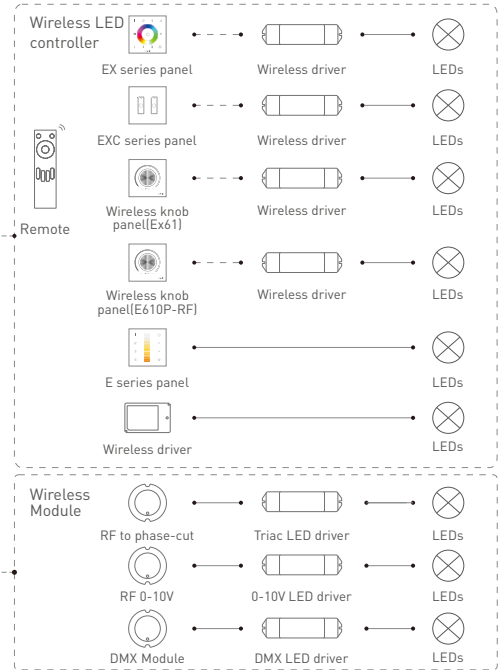 Wireless LED
controller
EX series panel
Wireless driver
LEDs
EXC series panel
Wireless driver
LEDs
Remote
Wireless knob
panel(Ex61)
Wireless driver
LEDs
Wireless knob
panel(E610P-RF)
Wireless driver
LEDs
E series panel
LEDs
Wireless driver
LEDs
Wireless
Module
RF to phase-cut
Triac LED driver
LEDs
RF 0-10V
0-10V LED driver
LEDs
DMX Module
DMX LED driver
LEDs